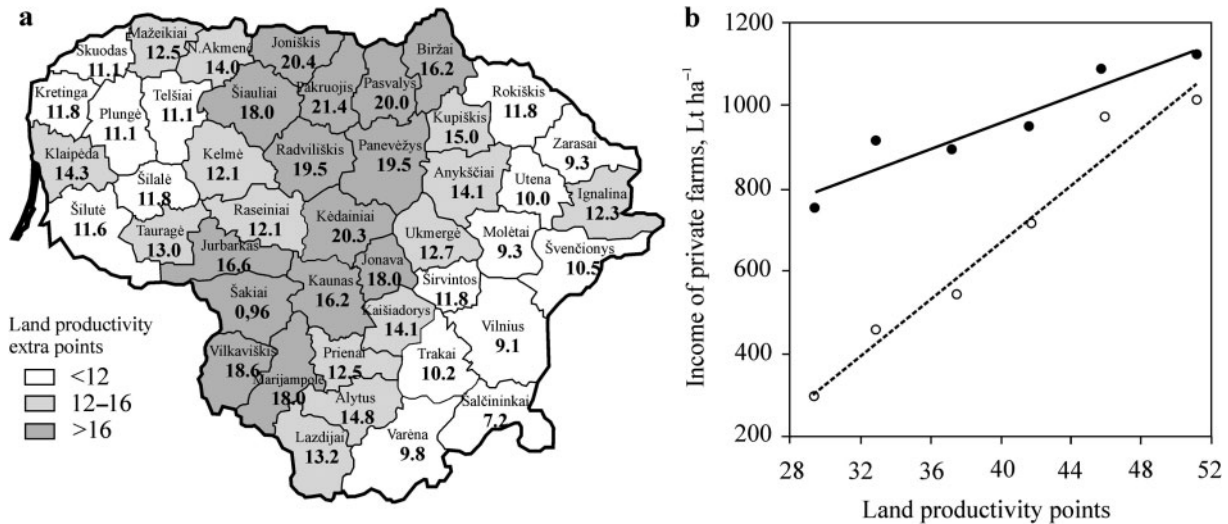 a
Skuodas
11.1
Mažeikiai
12.5
N.Akmenė
14.0
Joniškis
20.4
Biržai
16.2
Kretinga
11.8
Plungė
11.1
Telšiai
11.1
Šiauliai
18.0
Pakruojis
21.4
Pasvalys
20.0
Rokiškis
11.8
Kupiškis
15.0
Zarasai
9.3
Klaipėda
14.3
Kelmė
12.1
Radviliškis
19.5
Panevėžys
19.5
Anykščiai
14.1
Utena
10.0
Ignalina
12.3
Šilalė
11.8
Šilutė
11.6
Raseiniai
12.1
Kėdainiai
20.3
Tauragė
13.0
Ukmergė
12.7
Molėtai
9.3
Švenčionys
10.5
Jurbarkas
16.6
Jonava
18.0
Kaunas
16.2
Širvintos
11.8
Šakiai
0,96
Kaišiadorys
14.1
Vilnius
9.1
Vilkaviškis
18.6
Marijampolė
18.0
Prienai
12.5
Trakai
10.2
Alytus
14.8
Šalčininkai
7.2
Lazdijai
13.2
Varėna
9.8
Land productivity
extra points
<12
12–16
>16
b
Income of private farms, Lt ha⁻¹
1200
1000
800
600
400
200
28 32 36 40 44 48 52
Land productivity points